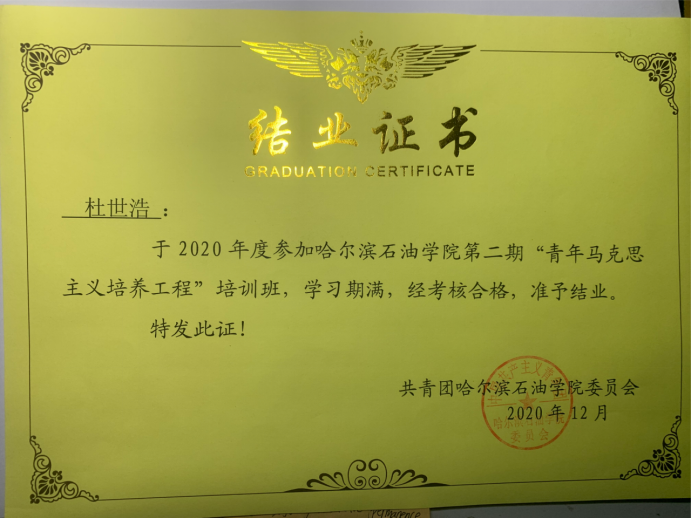 结业证书
GRADUATION CERTIFICATE
杜世浩：
于2020年度参加哈尔滨石油学院第二期“青年马克思
主义培养工程”培训班，学习期满，经考核合格，准予结业。
特发此证！
共青团哈尔滨石油学院委员会
2020年12月
委员会